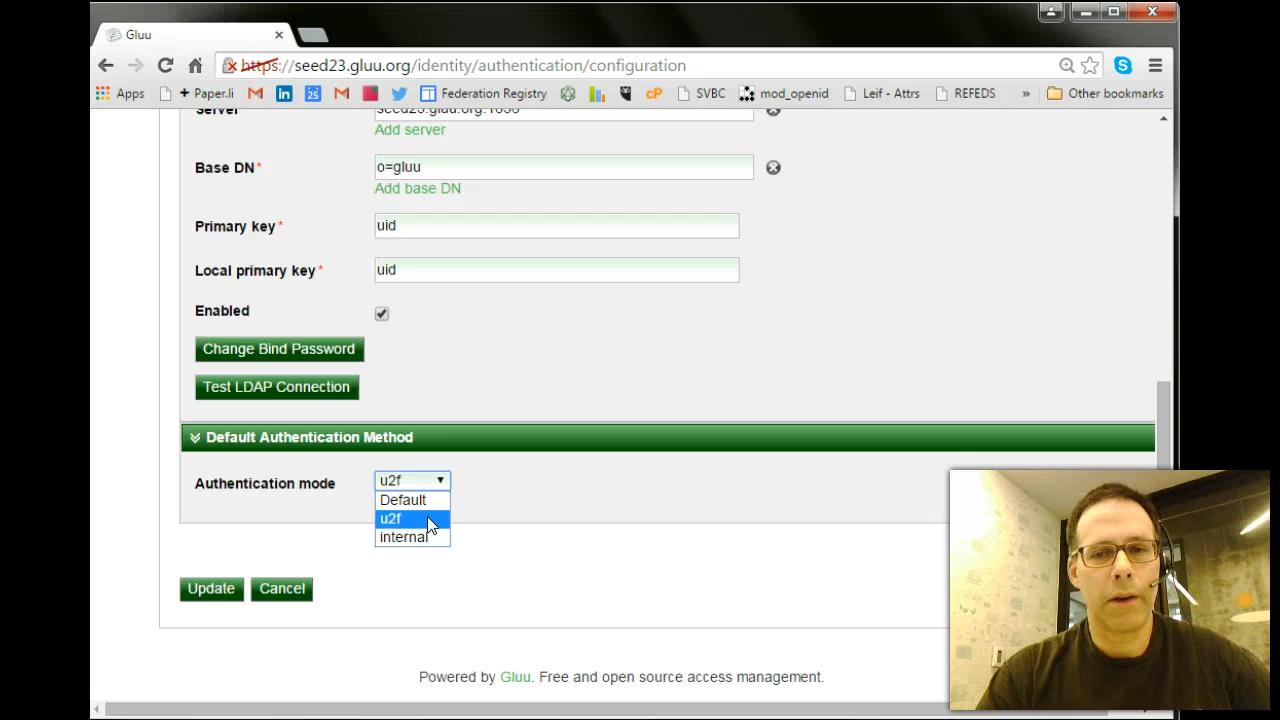 Gluu
https://seed23.gluu.org/identity/authentication/configuration
Apps + Paper.li 25 Federation Registry cP SVBC mod_openid Leif - Attrs REFEDS » Other bookmarks
Server
Add server
Base DN* o=gluu
Add base DN
Primary key* uid
Local primary key* uid
Enabled
Change Bind Password
Test LDAP Connection
Default Authentication Method
Authentication mode u2f
Default
u2f
internal
Update Cancel
Powered by Gluu. Free and open source access management.